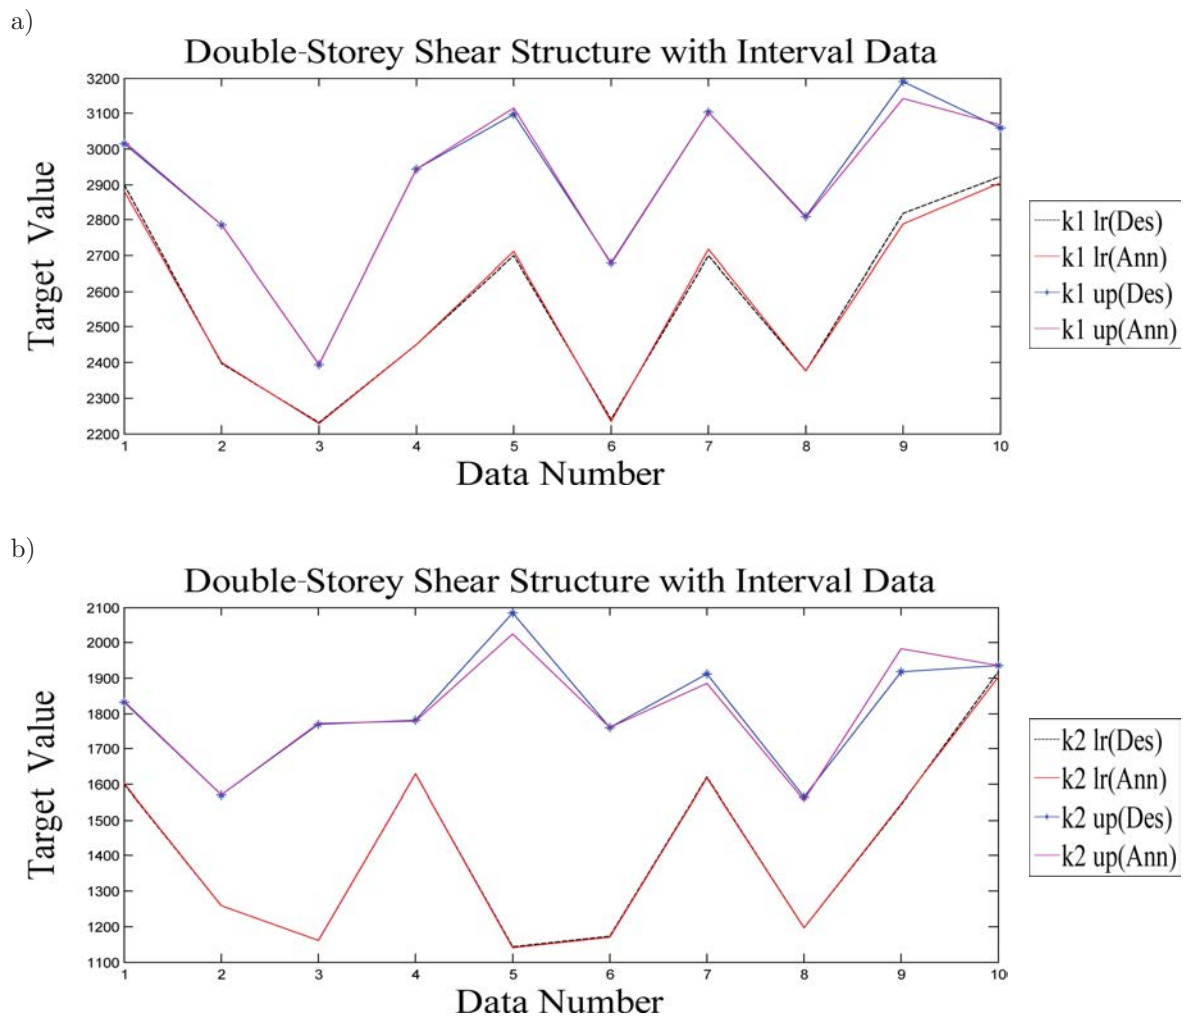 a)
Double-Storey Shear Structure with Interval Data
3200
3100
3000
2900
2800
2700
2600
2500
2400
2300
2200
Target Value
1 2 3 4 5 6 7 8 9 10
Data Number
k1 lr(Des)
k1 lr(Ann)
k1 up(Des)
k1 up(Ann)
b)
Double-Storey Shear Structure with Interval Data
2100
2000
1900
1800
1700
1600
1500
1400
1300
1200
1100
Target Value
1 2 3 4 5 6 7 8 9 10
Data Number
k2 lr(Des)
k2 lr(Ann)
k2 up(Des)
k2 up(Ann)